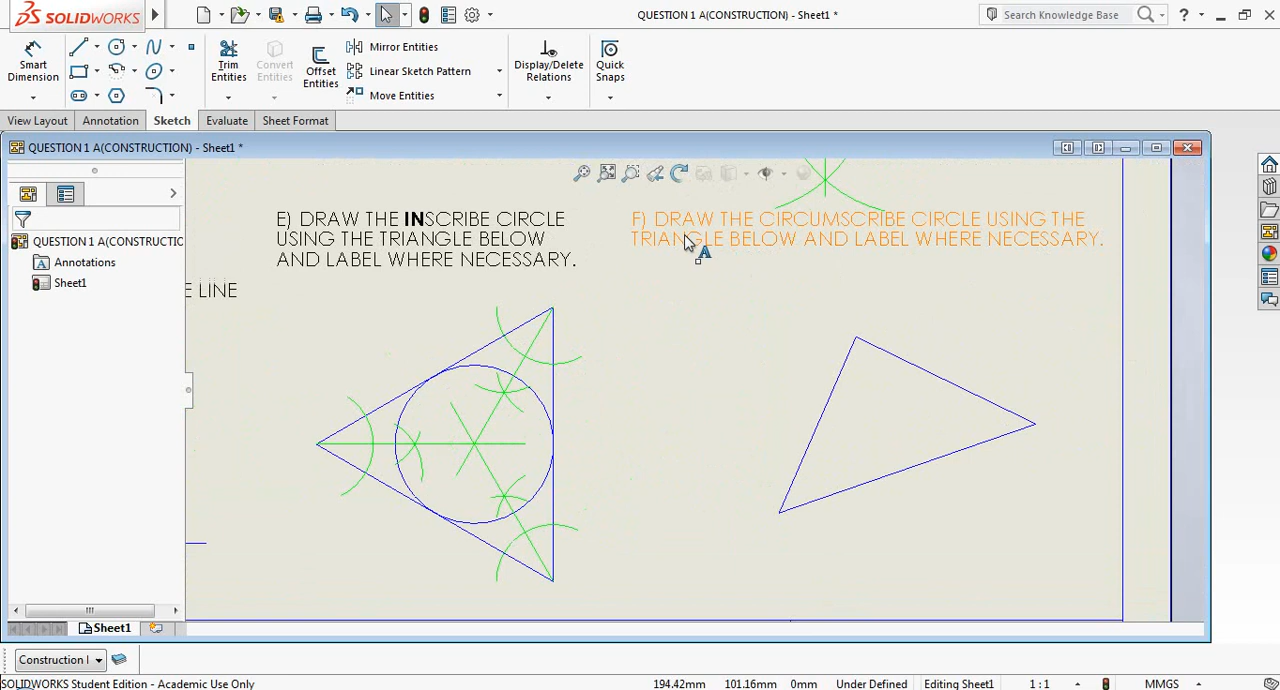 SOLIDWORKS
QUESTION 1 A(CONSTRUCTION) - Sheet1 *
Search Knowledge Base
?
Smart Dimension
Trim Entities
Convert Entities
Offset Entities
Mirror Entities
Linear Sketch Pattern
Move Entities
Display/Delete Relations
Quick Snaps
View Layout
Annotation
Sketch
Evaluate
Sheet Format
QUESTION 1 A(CONSTRUCTION) - Sheet1 *
QUESTION 1 A(CONSTRUCTIC
A Annotations
Sheet1
E LINE
E) DRAW THE INSCRIBE CIRCLE
USING THE TRIANGLE BELOW
AND LABEL WHERE NECESSARY.
F) DRAW THE CIRCUMSCRIBE CIRCLE USING THE
TRIANGLE BELOW AND LABEL WHERE NECESSARY.
A
Sheet1
Construction I
SOLIDWORKS Student Edition - Academic Use Only
194.42mm 101.16mm 0mm Under Defined Editing Sheet1 1 : 1 MMGS